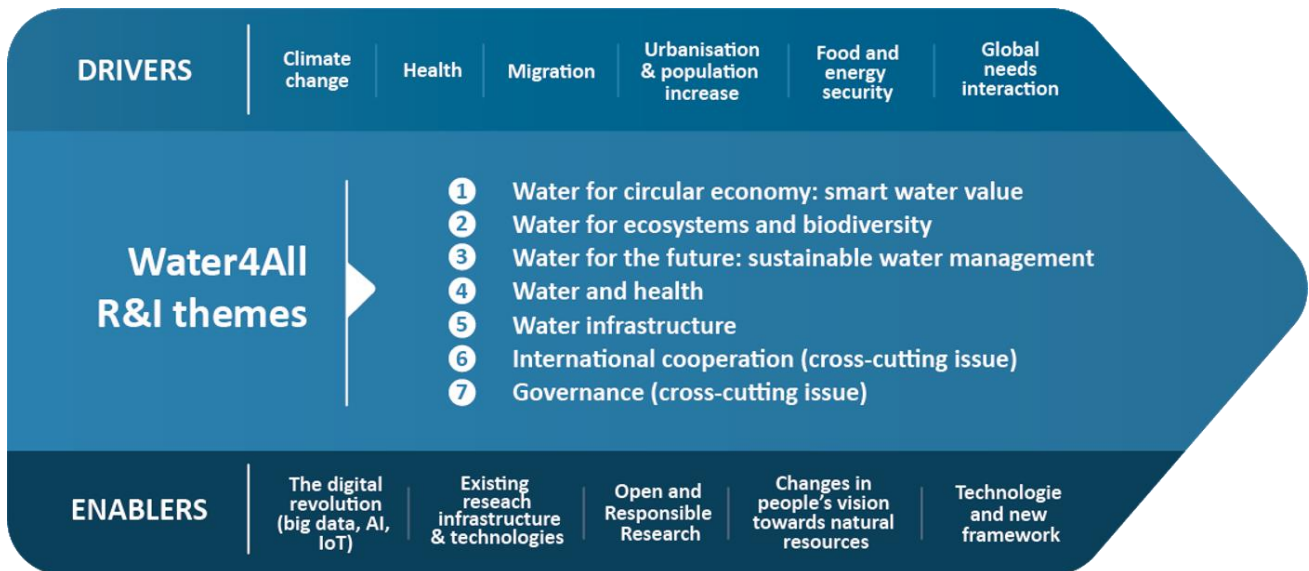 DRIVERS
Climate
change
Health
Migration
Urbanisation
& population
increase
Food and
energy
security
Global
needs
interaction
Water4All
R&I themes
1 Water for circular economy: smart water value
2 Water for ecosystems and biodiversity
3 Water for the future: sustainable water management
4 Water and health
5 Water infrastructure
6 International cooperation (cross-cutting issue)
7 Governance (cross-cutting issue)
ENABLERS
The digital
revolution
(big data, AI,
IoT)
Existing
reseach
infrastructure
& technologies
Open and
Responsible
Research
Changes in
people’s vision
towards natural
resources
Technologie
and new
framework